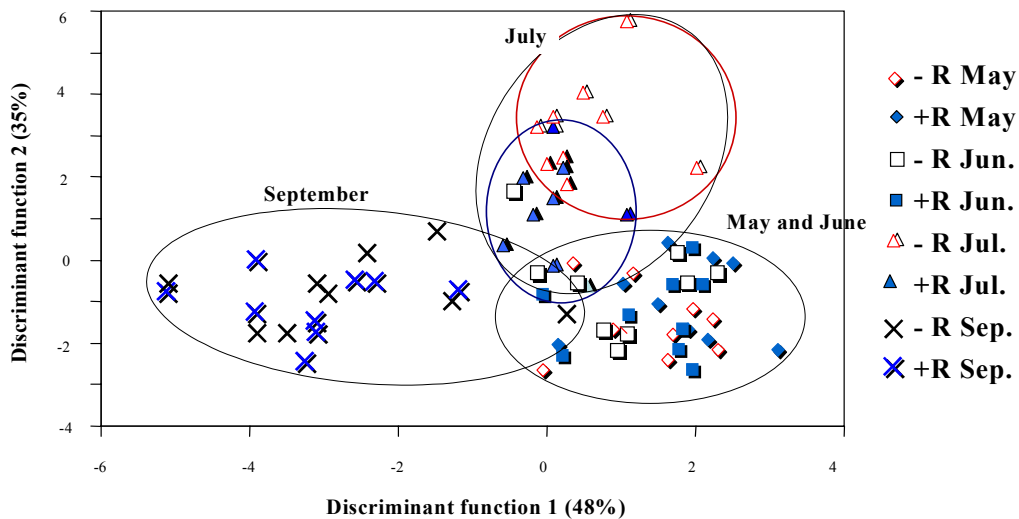 6
4
2
0
-2
-4
-6
-4
-2
0
2
4
Discriminant function 2 (35%)
Discriminant function 1 (48%)
July
September
May and June
- R May
+R May
- R Jun.
+R Jun.
- R Jul.
+R Jul.
- R Sep.
+R Sep.